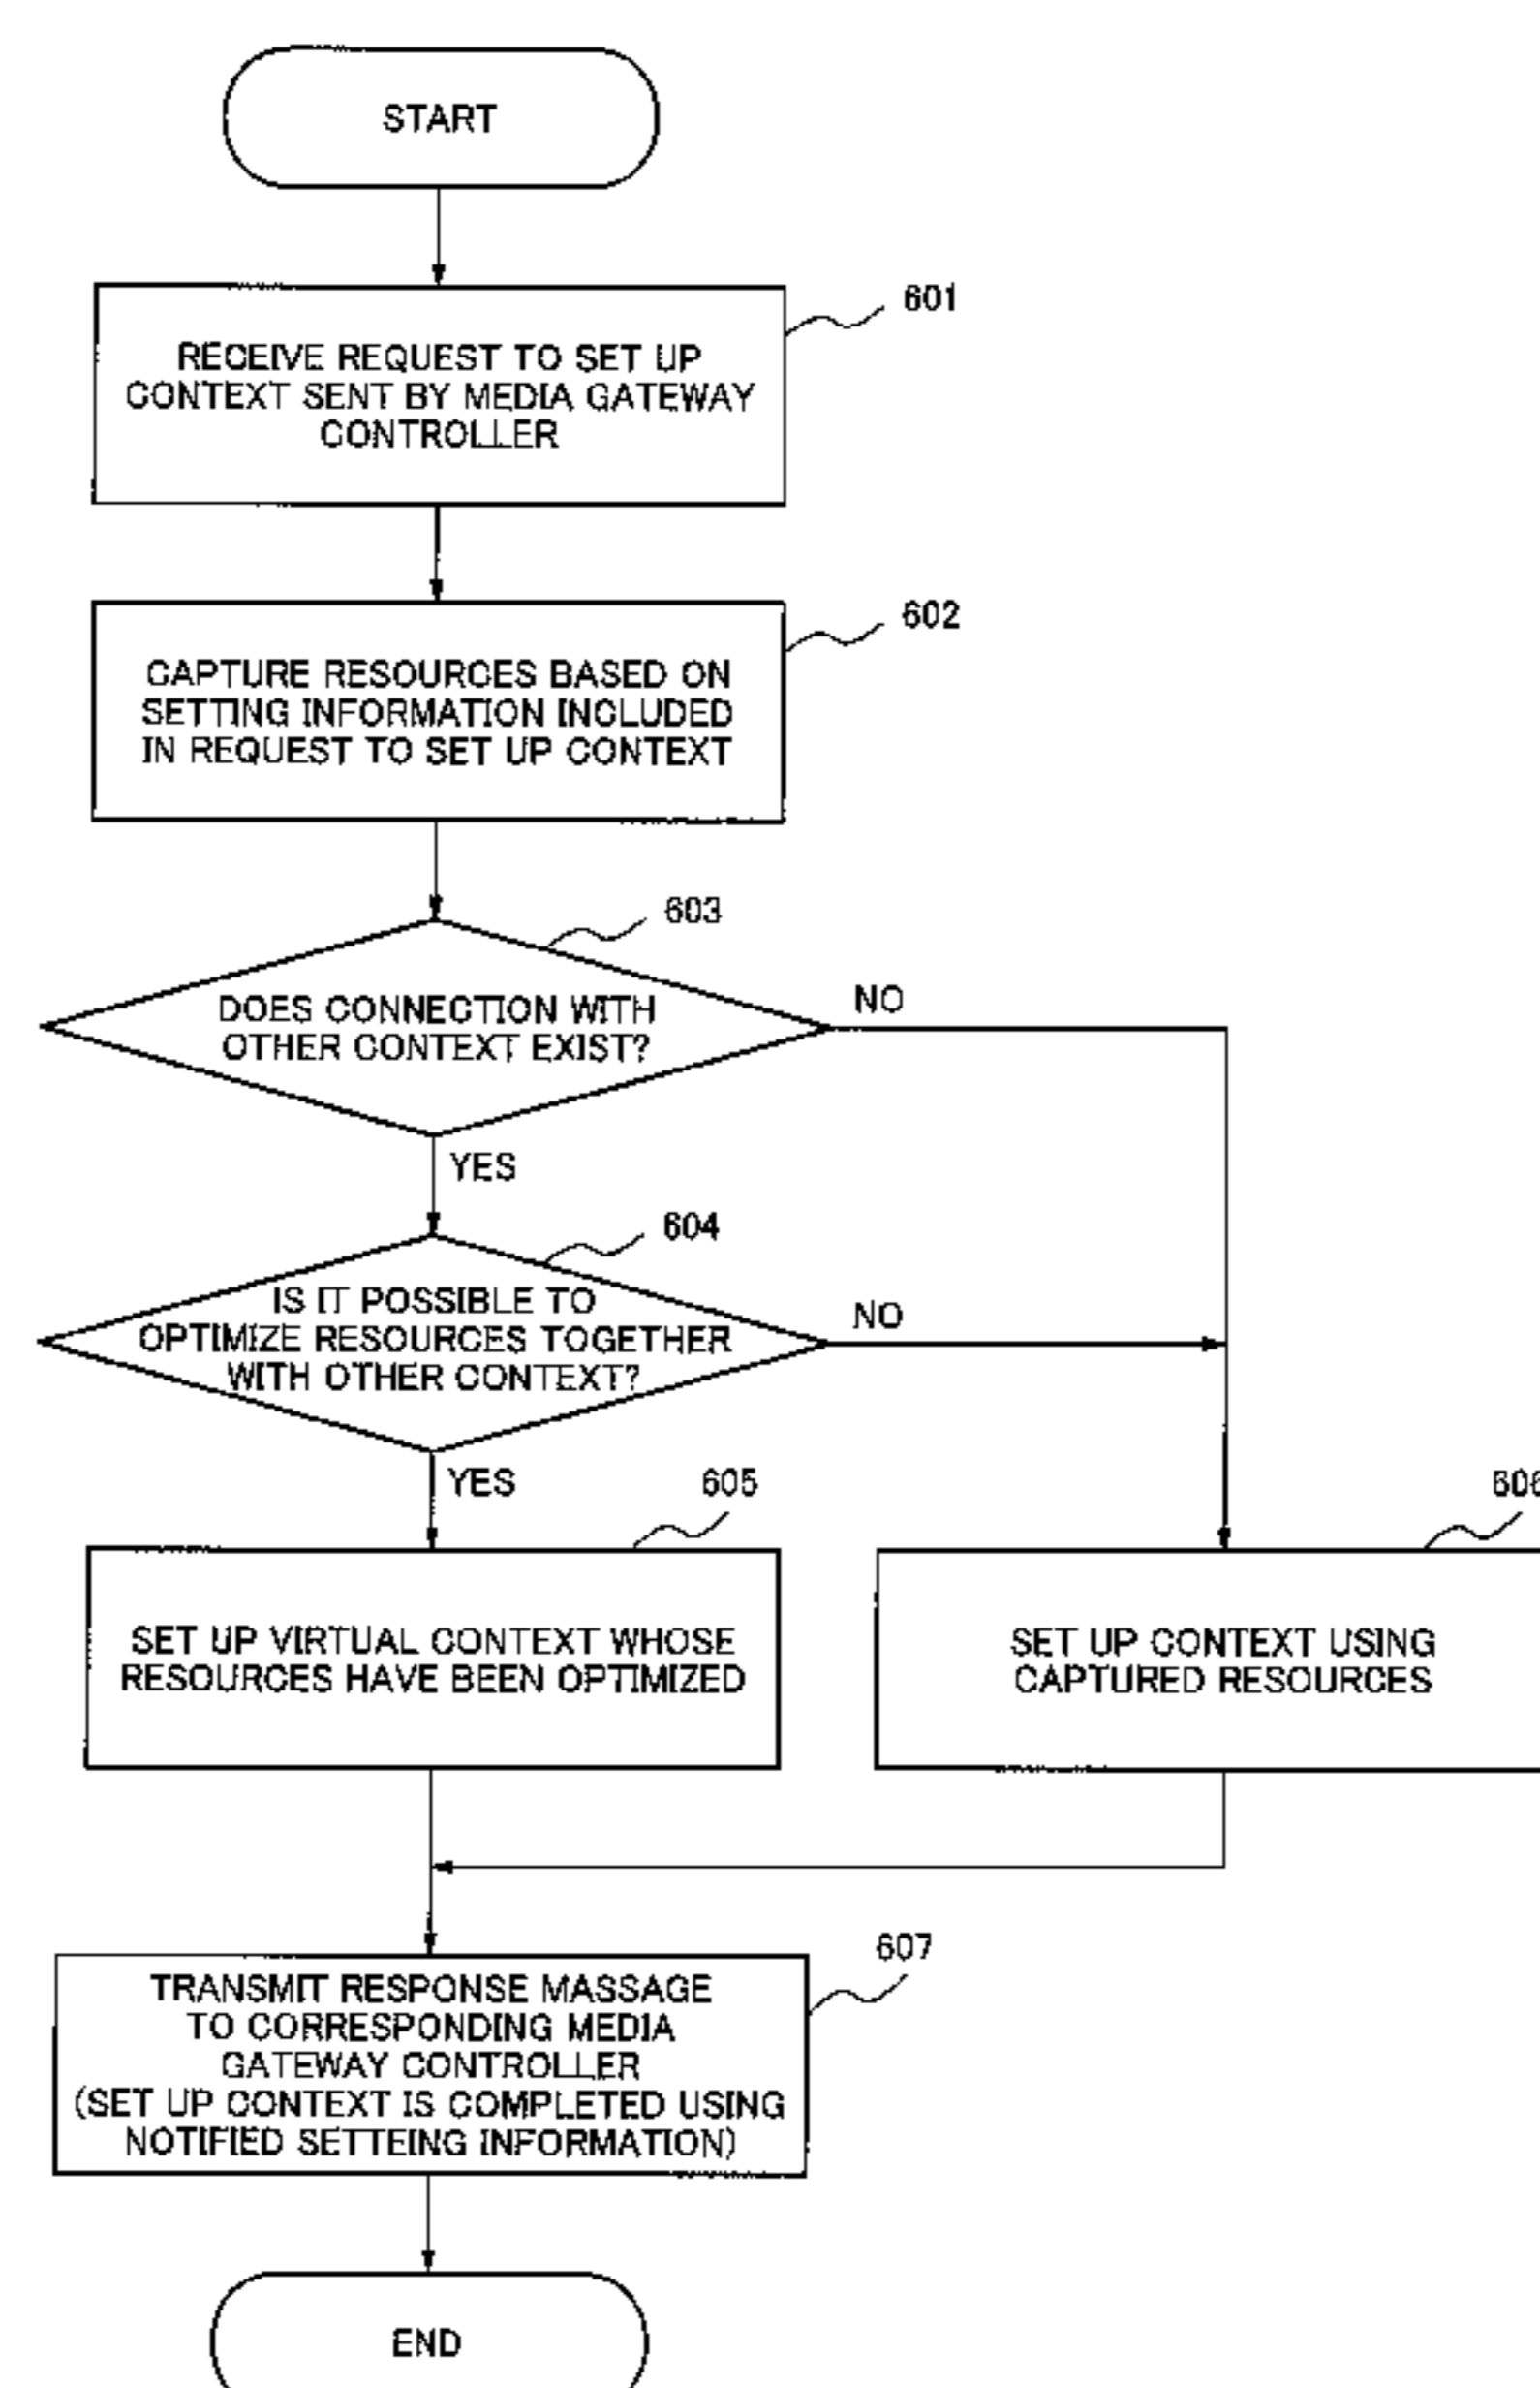 START
601
RECEIVE REQUEST TO SET UP
CONTEXT SENT BY MEDIA GATEWAY
CONTROLLER
602
CAPTURE RESOURCES BASED ON
SETTING INFORMATION INCLUDED
IN REQUEST TO SET UP CONTEXT
603
DOES CONNECTION WITH
OTHER CONTEXT EXIST?
NO
YES
604
IS IT POSSIBLE TO
OPTIMIZE RESOURCES TOGETHER
WITH OTHER CONTEXT?
NO
YES
605
606
SET UP VIRTUAL CONTEXT WHOSE
RESOURCES HAVE BEEN OPTIMIZED
SET UP CONTEXT USING
CAPTURED RESOURCES
607
TRANSMIT RESPONSE MASSAGE
TO CORRESPONDING MEDIA
GATEWAY CONTROLLER
(SET UP CONTEXT IS COMPLETED USING
NOTIFIED SETTEING INFORMATION)
END